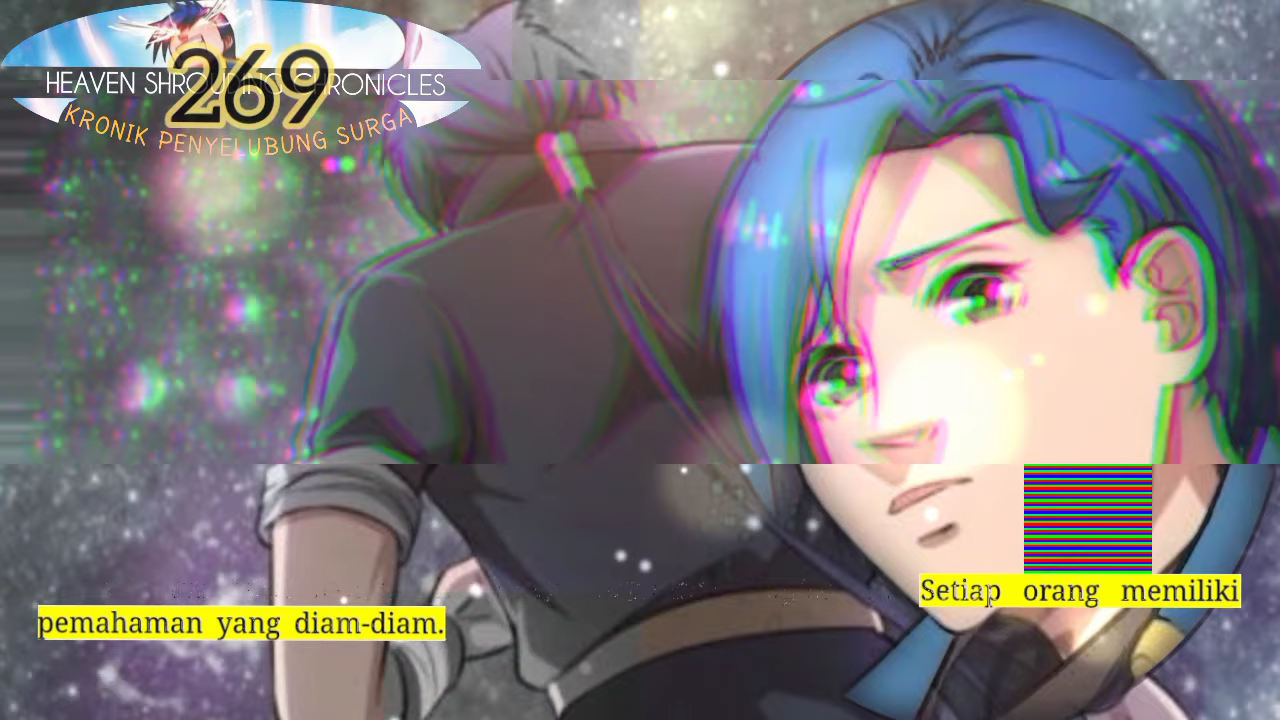 269
HEAVEN SHROUDING CHRONICLES
KRONIK PENYELUBUNG SURGA
Setiap orang memiliki
pemahaman yang diam-diam.